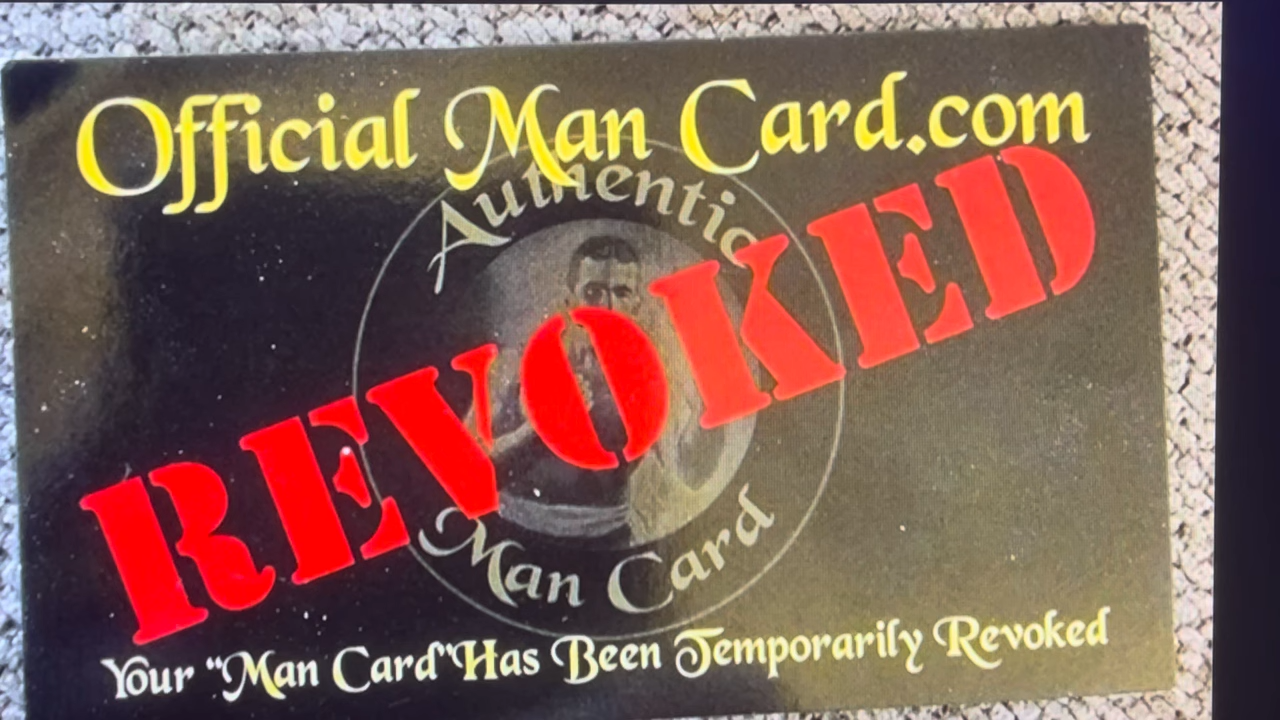 Official Man Card.com
Authentic
REVOKED
Man Card
Your “Man Card”Has Been Temporarily Revoked